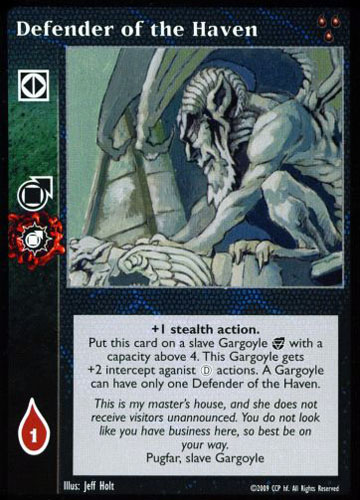 Defender of the Haven
+1 stealth action.
Put this card on a slave Gargoyle with a
capacity above 4. This Gargoyle gets
+2 intercept aganist D actions. A Gargoyle
can have only one Defender of the Haven.
This is my master's house, and she does not
receive visitors unannounced. You do not look
like you have business here, so best be on
your way.
Pugfar, slave Gargoyle
1
Illus: Jeff Holt
©2009 CCP hf. All Rights Reserved